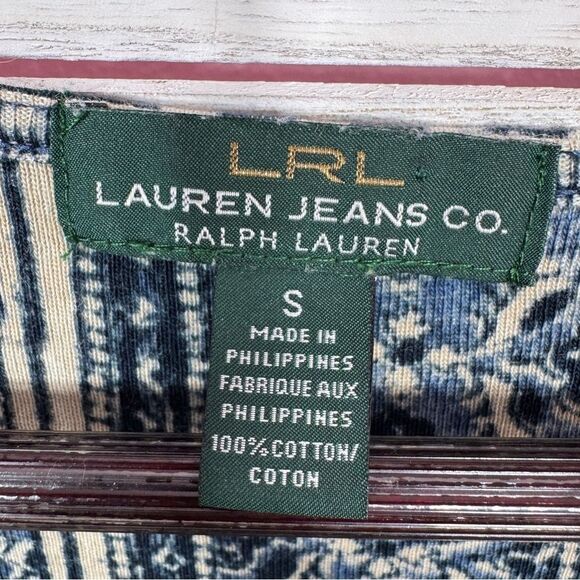 LRL
LAUREN JEANS CO.
RALPH LAUREN
S
MADE IN
PHILIPPINES
FABRIQUE AUX
PHILIPPINES
100% COTTON/
COTON